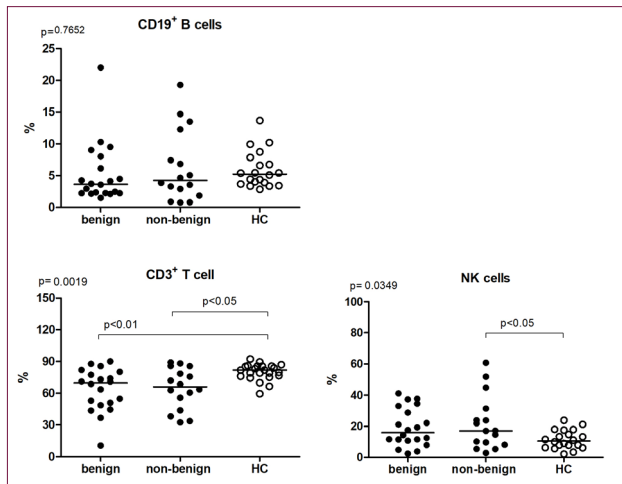 CD19+ B cells
p=0.7652
25
20
15
10
5
0
%
benign non-benign HC
CD3+ T cell
p= 0.0019
150
120
90
60
30
0
%
p<0.01
p<0.05
benign non-benign HC
NK cells
p= 0.0349
100
80
60
40
20
0
%
p<0.05
benign non-benign HC